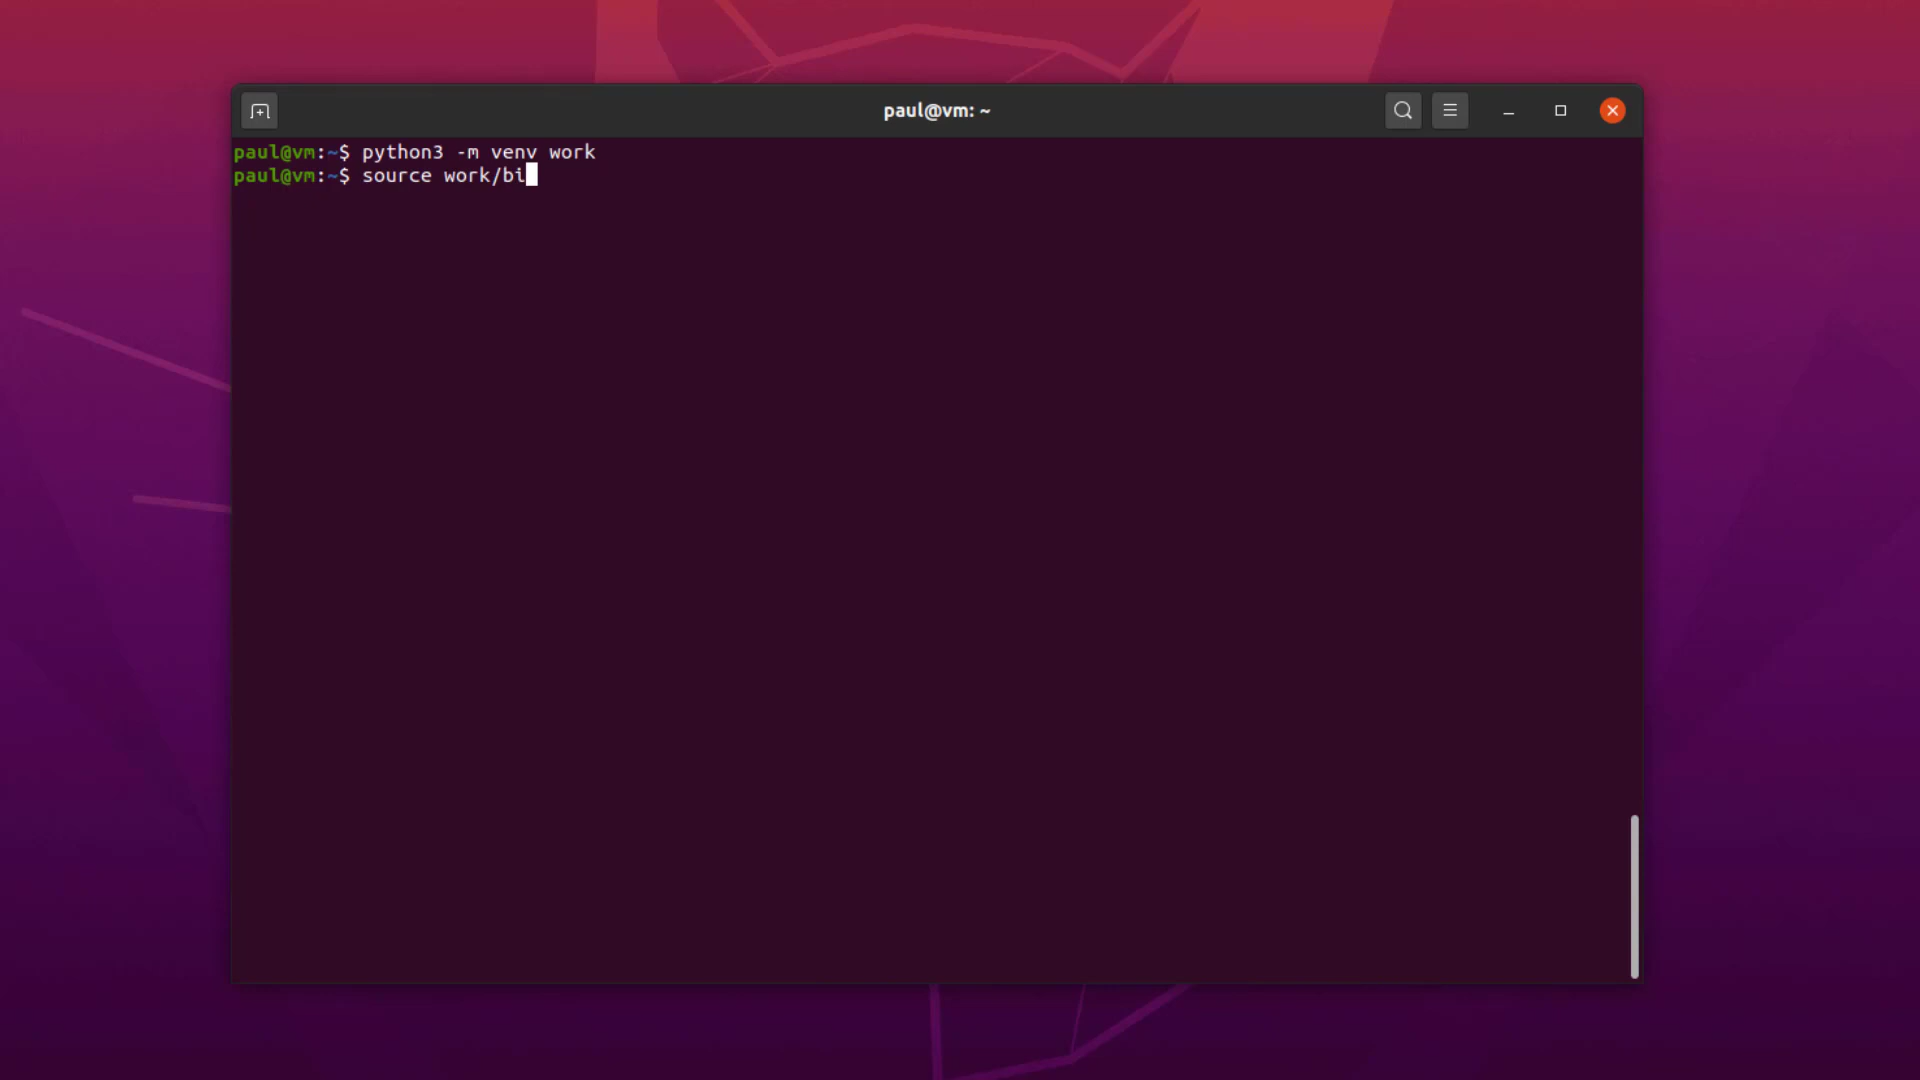 paul@vm: ~
paul@vm:~$ python3 -m venv work
paul@vm:~$ source work/bi